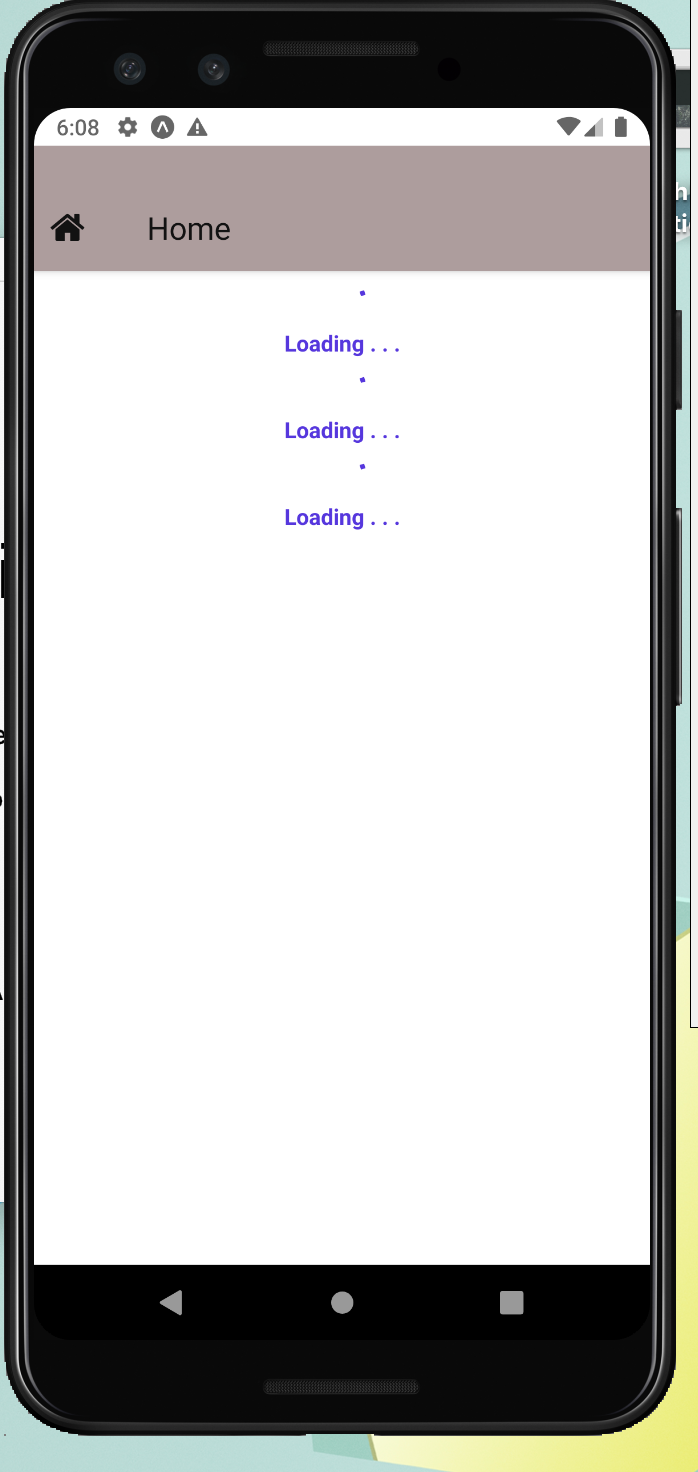 6:08
Home
Loading . . .
Loading . . .
Loading . . .